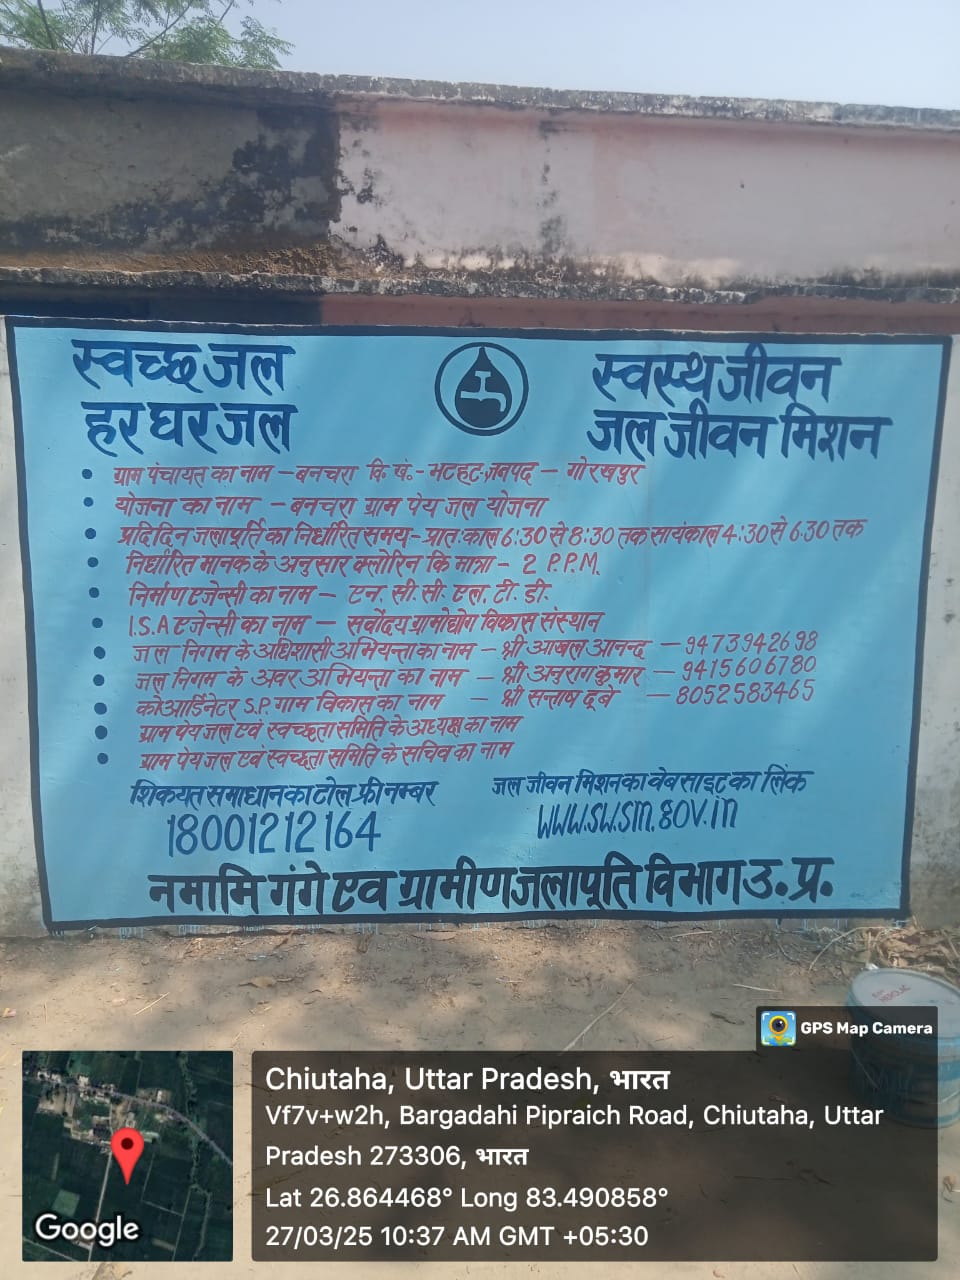 स्वच्छ जल
हर घर जल
स्वस्थ जीवन
जल जीवन मिशन
• ग्राम पंचायत का नाम – बनचरा वि. खं.- भटहट-जनपद – गोरखपुर
• योजना का नाम – बनचरा ग्राम पेय जल योजना
• प्रदिदिन जलापूर्ति का निर्धारित समय- प्रात: काल 6:30 से 8:30 तक सायंकाल 4:30 से 6.30 तक
• निर्धारित मानक के अनुसार क्लोरिन कि मात्रा - 2 P.P.M.
• निर्माण एजेन्सी का नाम – एन. सी. सी. एल. टी. डी.
• I.S.A एजेन्सी का नाम – सर्वोदय ग्रामोद्योग विकास संस्थान
• जल निगम के अधिशासी अभियन्ता का नाम – श्री आनन्द – 9473942698
• जल निगम के अवर अभियन्ता का नाम – श्री अनुराग कुमार – 9415606780
• कोआर्डिनेटर S.P. गाम विकास का नाम – श्री सन्तोष दूबे – 8052583465
• ग्राम पेय जल एवं स्वच्छता समिति के अध्यक्ष का नाम
• ग्राम पेय जल एवं स्वच्छता समिति के सचिव का नाम
शिकयत समाधान का टोल फ्री नम्बर
18001212164
जल जीवन मिशन का वेब साइट का लिंक
WWW.SW.SM.GOV.in
नमामि गंगे एव ग्रामीण जलापूर्ति विभाग उ. प्र.
GPS Map Camera
Chiutaha, Uttar Pradesh, भारत
Vf7v+w2h, Bargadahi Pipraich Road, Chiutaha, Uttar
Pradesh 273306, भारत
Lat 26.864468° Long 83.490858°
27/03/25 10:37 AM GMT +05:30
Google